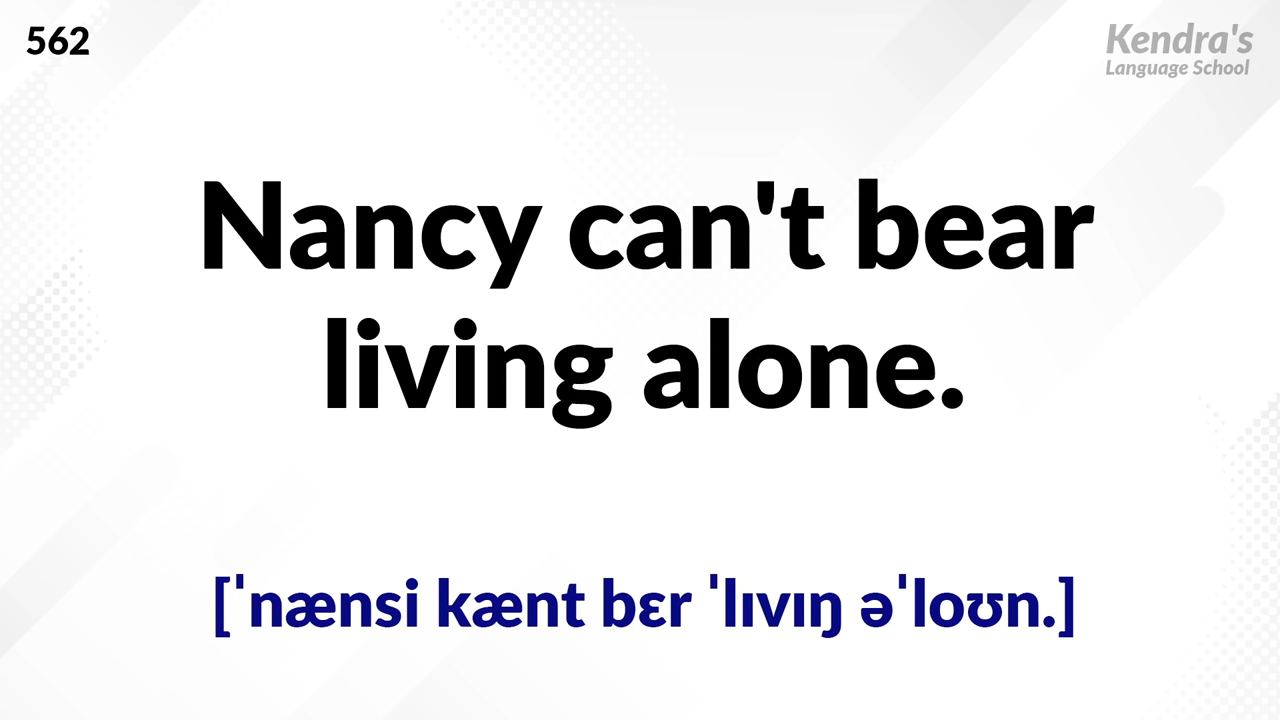 562
Kendra's
Language School
Nancy can't bear
living alone.
[ˈnænsi kænt bɛr ˈlɪvɪŋ əˈloʊn.]